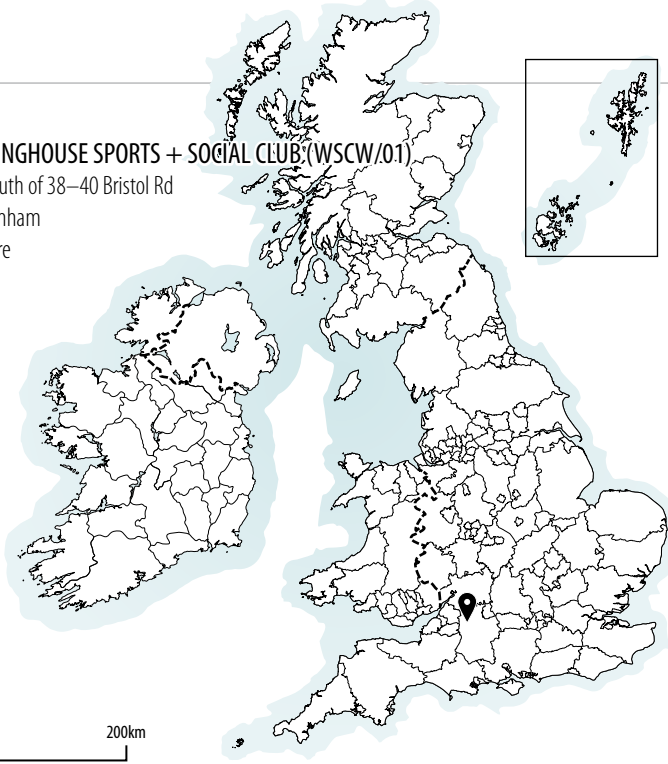 NGHOUSE SPORTS + SOCIAL CLUB (WSCW/01)
uth of 38–40 Bristol Rd
nham
re
200km